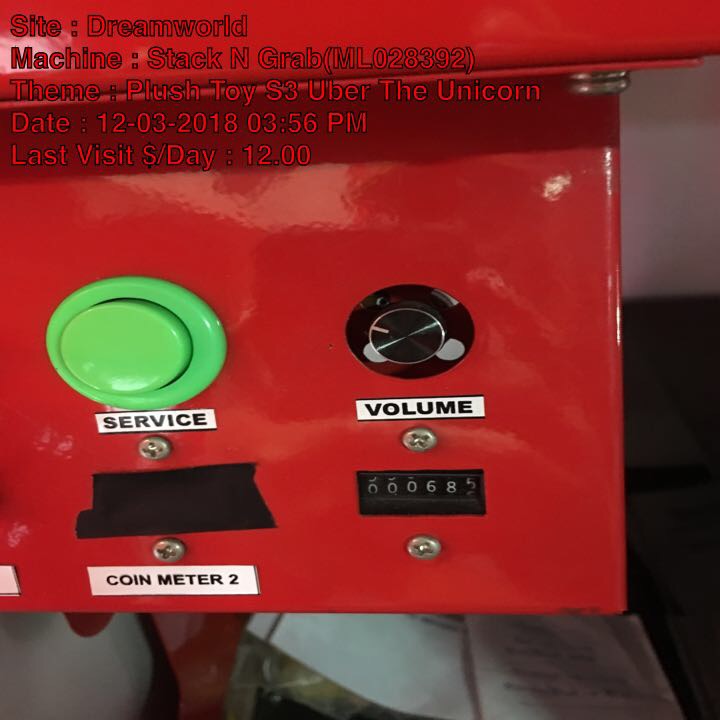 Site : Dreamworld
Machine : Stack N Grab(ML028392)
Theme : Plush Toy S3 Uber The Unicorn
Date : 12-03-2018 03:56 PM
Last Visit $/Day : 12.00
SERVICE
VOLUME
000685
COIN METER 2